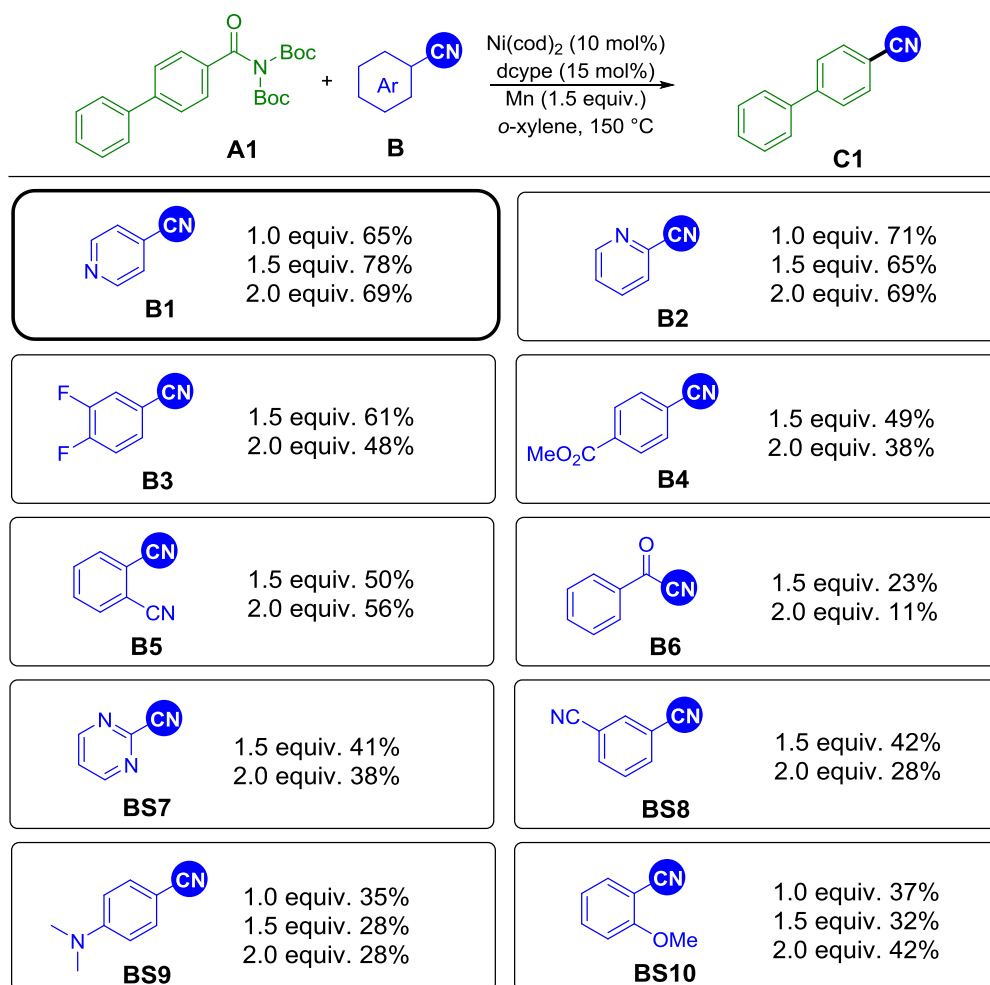 O
N
Boc
Boc
A1
+
Ar
CN
B
Ni(cod)2 (10 mol%)
dcype (15 mol%)
Mn (1.5 equiv.)
o-xylene, 150 °C
CN
C1
N
CN
B1
1.0 equiv. 65%
1.5 equiv. 78%
2.0 equiv. 69%
N
CN
B2
1.0 equiv. 71%
1.5 equiv. 65%
2.0 equiv. 69%
F
F
CN
B3
1.5 equiv. 61%
2.0 equiv. 48%
CN
MeO2C
B4
1.5 equiv. 49%
2.0 equiv. 38%
CN
CN
B5
1.5 equiv. 50%
2.0 equiv. 56%
O
CN
B6
1.5 equiv. 23%
2.0 equiv. 11%
N
N
CN
BS7
1.5 equiv. 41%
2.0 equiv. 38%
NC
CN
BS8
1.5 equiv. 42%
2.0 equiv. 28%
CN
N
BS9
1.0 equiv. 35%
1.5 equiv. 28%
2.0 equiv. 28%
CN
OMe
BS10
1.0 equiv. 37%
1.5 equiv. 32%
2.0 equiv. 42%